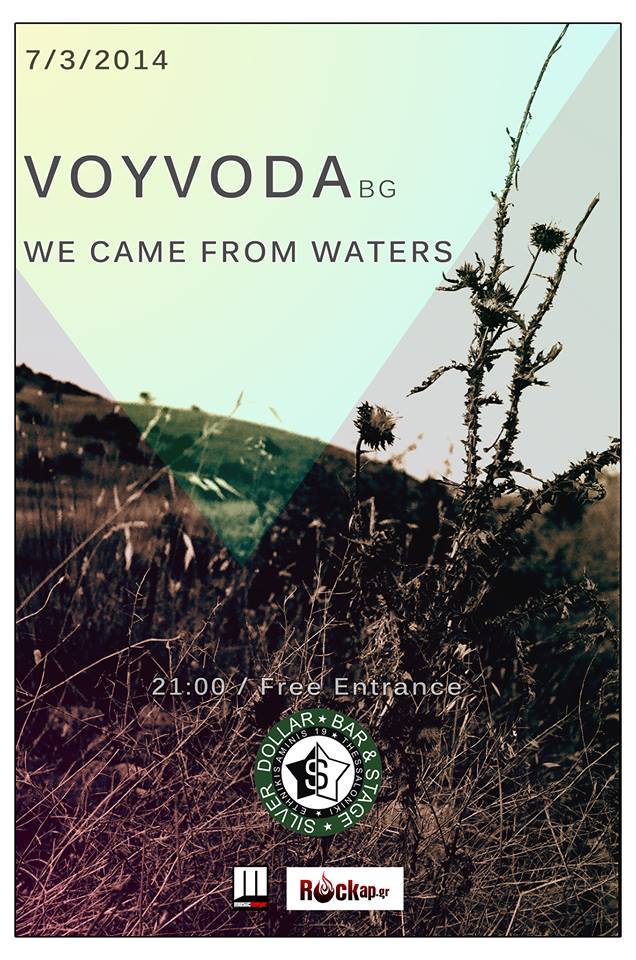 7/3/2014
VOYVODA BG
WE CAME FROM WATERS
21:00 / Free Entrance
SILVER DOLLAR ★ BAR & STAGE ★
ETHNIKIS AMINIS 19 ★ THESSALONIKI ★
$
Rockap.gr